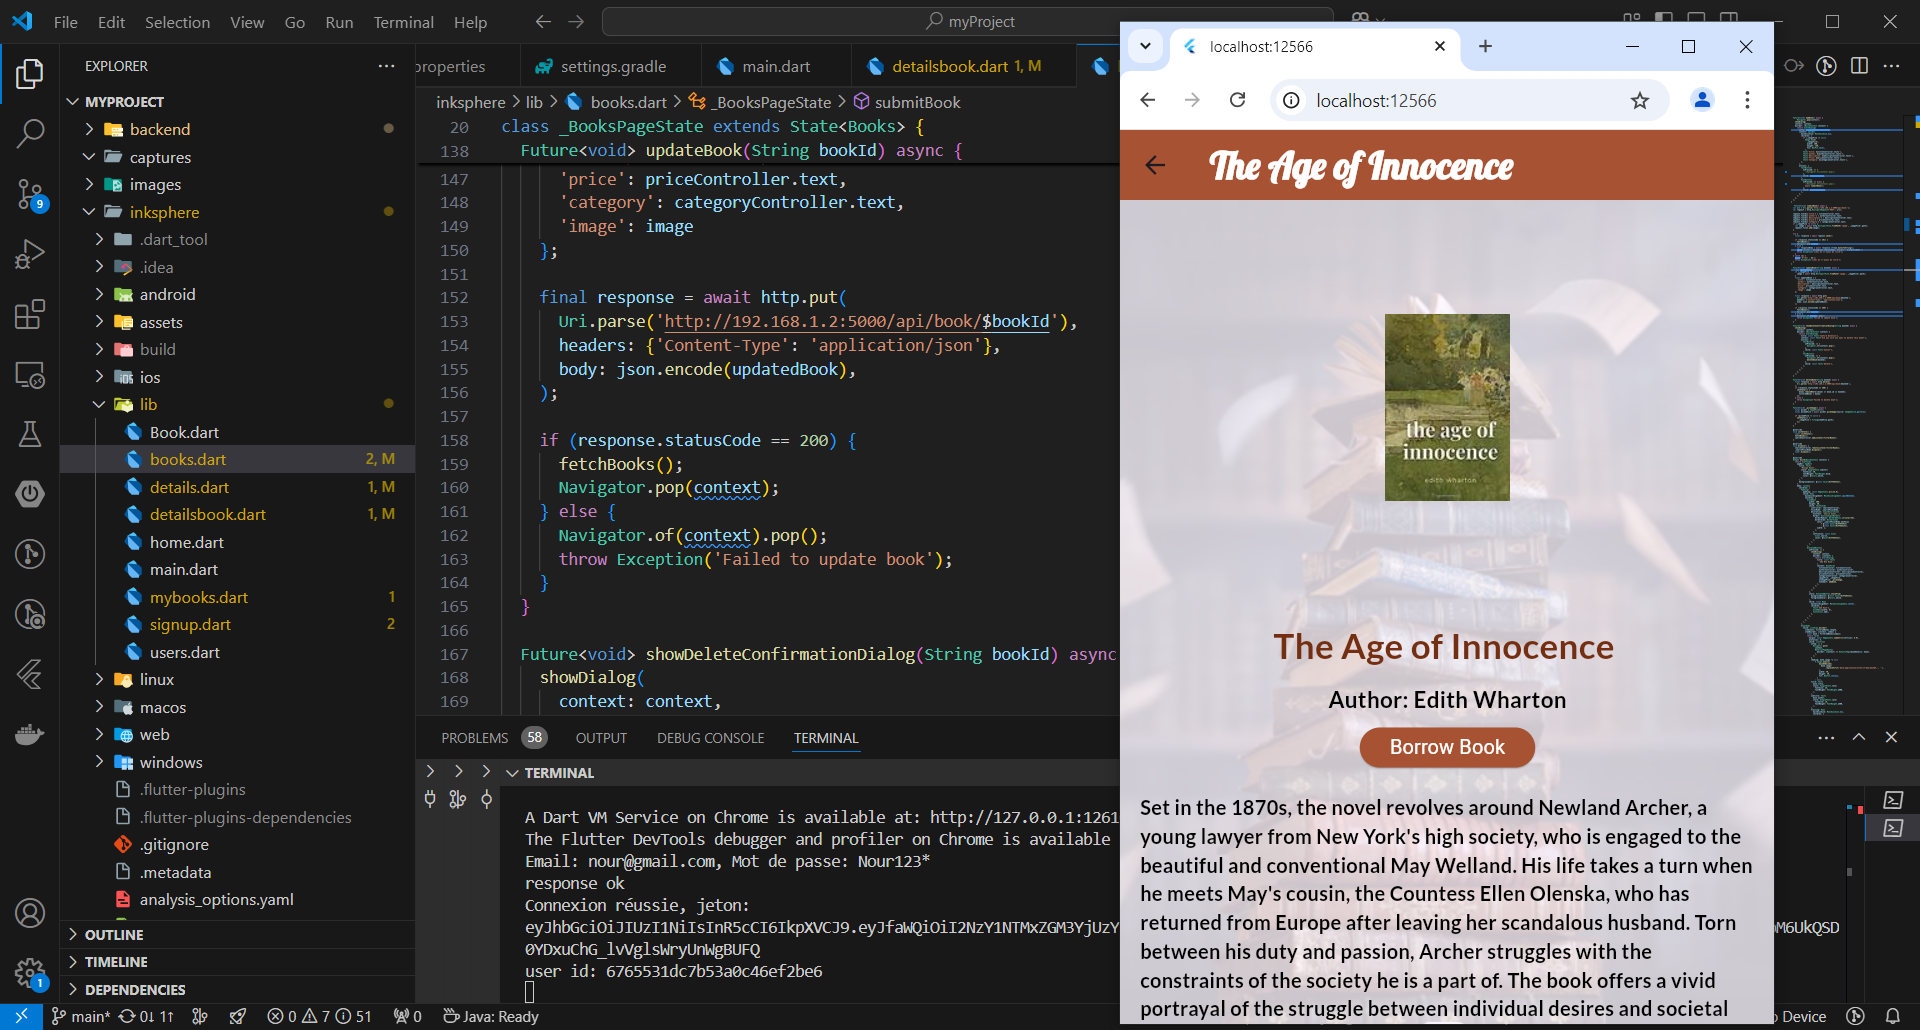 File Edit Selection View Go Run Terminal Help
myProject
EXPLORER
MYPROJECT
backend
captures
images
inksphere
.dart_tool
.idea
android
assets
build
ios
lib
Book.dart
books.dart 2, M
details.dart 1, M
detailsbook.dart 1, M
home.dart
main.dart
mybooks.dart 1
signup.dart 2
users.dart
linux
macos
web
windows
.flutter-plugins
.flutter-plugins-dependencies
.gitignore
.metadata
analysis_options.yaml
OUTLINE
TIMELINE
DEPENDENCIES
9
1
properties settings.gradle main.dart detailsbook.dart 1, M
inksphere > lib > books.dart > _BooksPageState > submitBook
20 class _BooksPageState extends State<Books> {
138 Future<void> updateBook(String bookId) async {
147 'price': priceController.text,
148 'category': categoryController.text,
149 'image': image
150 };
151
152 final response = await http.put(
153 Uri.parse('http://192.168.1.2:5000/api/book/$bookId'),
154 headers: {'Content-Type': 'application/json'},
155 body: json.encode(updatedBook),
156 );
157
158 if (response.statusCode == 200) {
159 fetchBooks();
160 Navigator.pop(context);
161 } else {
162 Navigator.of(context).pop();
163 throw Exception('Failed to update book');
164 }
165 }
166
167 Future<void> showDeleteConfirmationDialog(String bookId) async
168 showDialog(
169 context: context,
PROBLEMS 58 OUTPUT DEBUG CONSOLE TERMINAL
TERMINAL
A Dart VM Service on Chrome is available at: http://127.0.0.1:1261
The Flutter DevTools debugger and profiler on Chrome is available
Email: nour@gmail.com, Mot de passe: Nour123*
response ok
Connexion réussie, jeton:
eyJhbGciOiJIUzI1NiIsInR5cCI6IkpXVCJ9.eyJfaWQiOiI2NzY1NTMxZGM3YjUzY
M6UkQSD
0YDxuChG_lvVglsWryUnWgBUFQ
user id: 6765531dc7b53a0c46ef2be6
main* 0↓ 1↑ 0 7 51 0 Java: Ready
Device
localhost:12566
localhost:12566
The Age of Innocence
the age of
innocence
edith wharton
The Age of Innocence
Author: Edith Wharton
Borrow Book
Set in the 1870s, the novel revolves around Newland Archer, a
young lawyer from New York's high society, who is engaged to the
beautiful and conventional May Welland. His life takes a turn when
he meets May's cousin, the Countess Ellen Olenska, who has
returned from Europe after leaving her scandalous husband. Torn
between his duty and passion, Archer struggles with the
constraints of the society he is a part of. The book offers a vivid
portrayal of the struggle between individual desires and societal